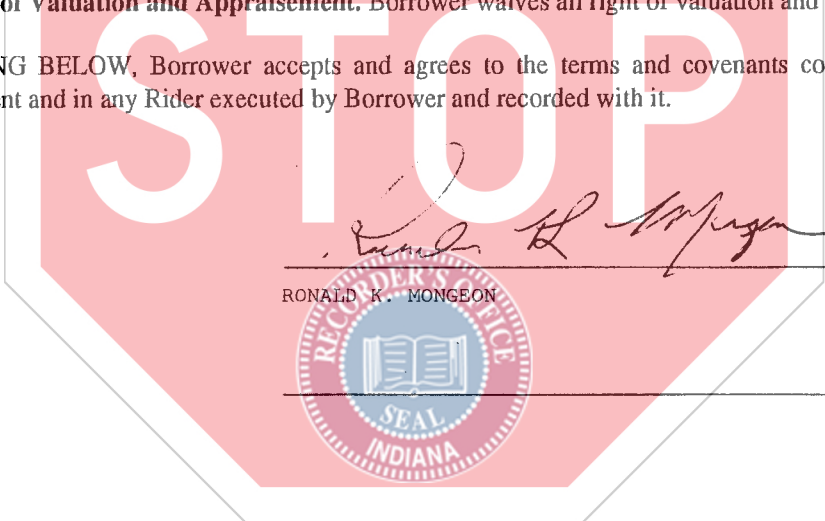 of Valuation and Appraisement. Borrower waives all right of valuation and
NG BELOW, Borrower accepts and agrees to the terms and covenants co
nt and in any Rider executed by Borrower and recorded with it.
STOP
RONALD K. MONGEON
RECORDER'S OFFICE
SEAL
INDIANA